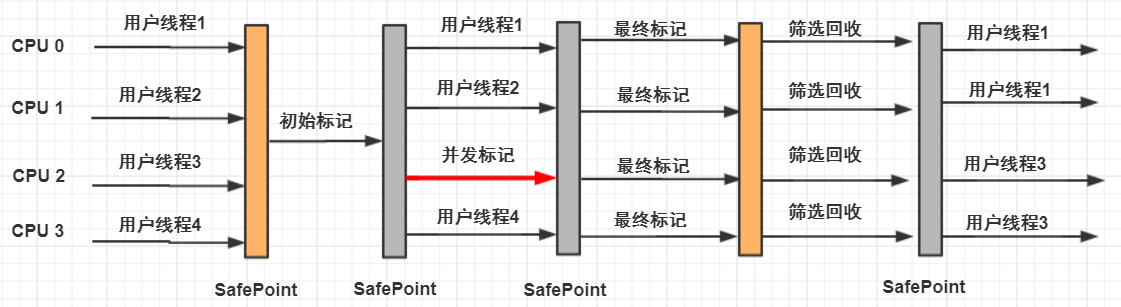 CPU 0
用户线程1
用户线程1
最终标记
筛选回收
用户线程1
CPU 1
用户线程2
用户线程2
最终标记
筛选回收
用户线程1
初始标记
CPU 2
用户线程3
并发标记
最终标记
筛选回收
用户线程3
CPU 3
用户线程4
用户线程4
最终标记
筛选回收
用户线程3
SafePoint
SafePoint
SafePoint
SafePoint